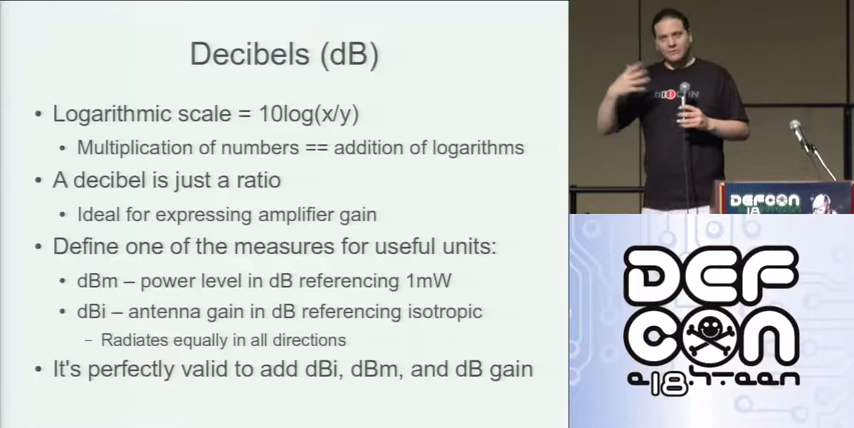 Decibels (dB)
• Logarithmic scale = 10log(x/y)
• Multiplication of numbers == addition of logarithms
• A decibel is just a ratio
• Ideal for expressing amplifier gain
• Define one of the measures for useful units:
• dBm – power level in dB referencing 1mW
• dBi – antenna gain in dB referencing isotropic
– Radiates equally in all directions
• It's perfectly valid to add dBi, dBm, and dB gain
DEFCON
18
DEF
CON
e18hteen